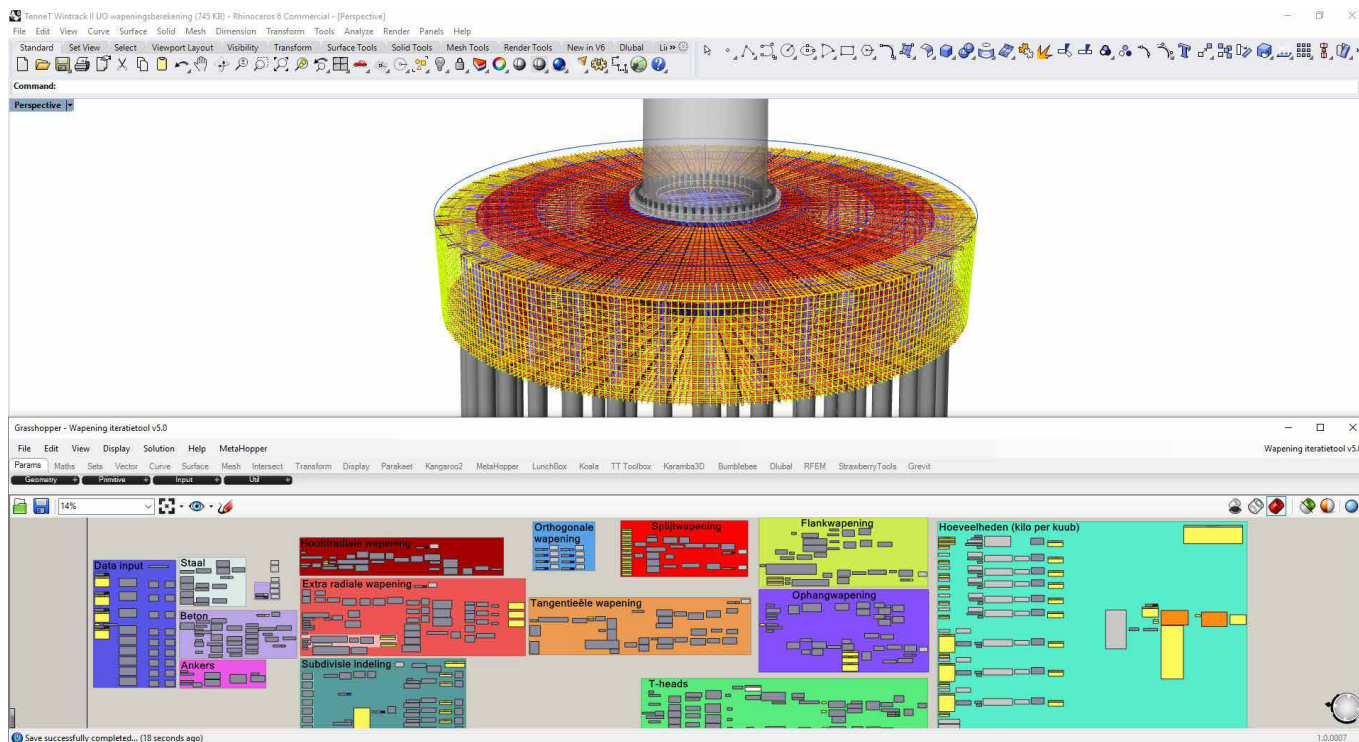 TenneT Wintrack II UO wapeningsberekening (745 KB) - Rhinoceros 6 Commercial - [Perspective]
File Edit View Curve Surface Solid Mesh Dimension Transform Tools Analyze Render Panels Help
Standard Set View Select Viewport Layout Visibility Transform Surface Tools Solid Tools Mesh Tools Render Tools New in V6 Dlubal Li »
Command:
Perspective
Grasshopper - Wapening iteratietool v5.0
File Edit View Display Solution Help MetaHopper Wapening iteratietool v5.0
Params Maths Sets Vector Curve Surface Mesh Intersect Transform Display Parakeet Kangaroo2 MetaHopper LunchBox Koala TT Toolbox Karamba3D Bumblebee Dlubal RFEM StrawberryTools Grevit
Geometry + Primitive + Input + Util +
14%
Data input
Staal
Beton
Ankers
Hoofdradiale wapening
Extra radiale wapening
Subdivisie indeling
Orthogonale
wapening
Tangentieële wapening
Splijtwapening
T-heads
Flankwapening
Ophangwapening
Hoeveelheden (kilo per kuub)
Save successfully completed... (18 seconds ago) 1.0.0007